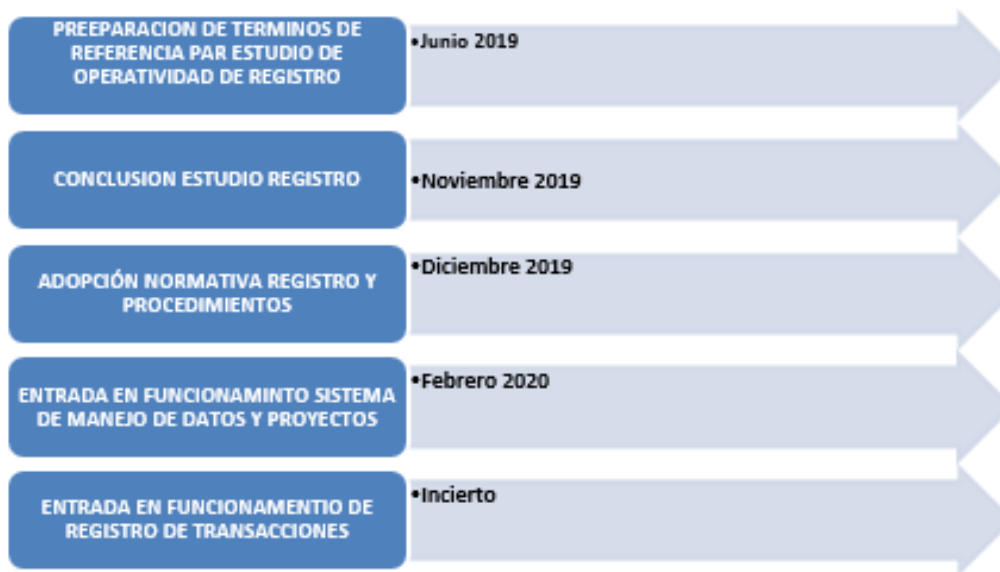 PREEPARACION DE TERMINOS DE
REFERENCIA PAR ESTUDIO DE
OPERATIVIDAD DE REGISTRO
•Junio 2019
CONCLUSION ESTUDIO REGISTRO
•Noviembre 2019
ADOPCIÓN NORMATIVA REGISTRO Y
PROCEDIMIENTOS
•Diciembre 2019
ENTRADA EN FUNCIONAMINTO SISTEMA
DE MANEJO DE DATOS Y PROYECTOS
•Febrero 2020
ENTRADA EN FUNCIONAMENTIO DE
REGISTRO DE TRANSACCIONES
•Incierto